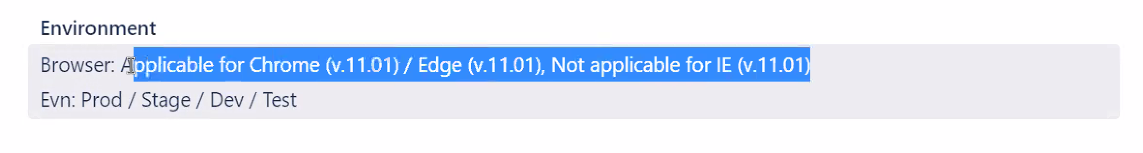 Environment
Browser: Applicable for Chrome (v.11.01) / Edge (v.11.01), Not applicable for IE (v.11.01)
Evn: Prod / Stage / Dev / Test